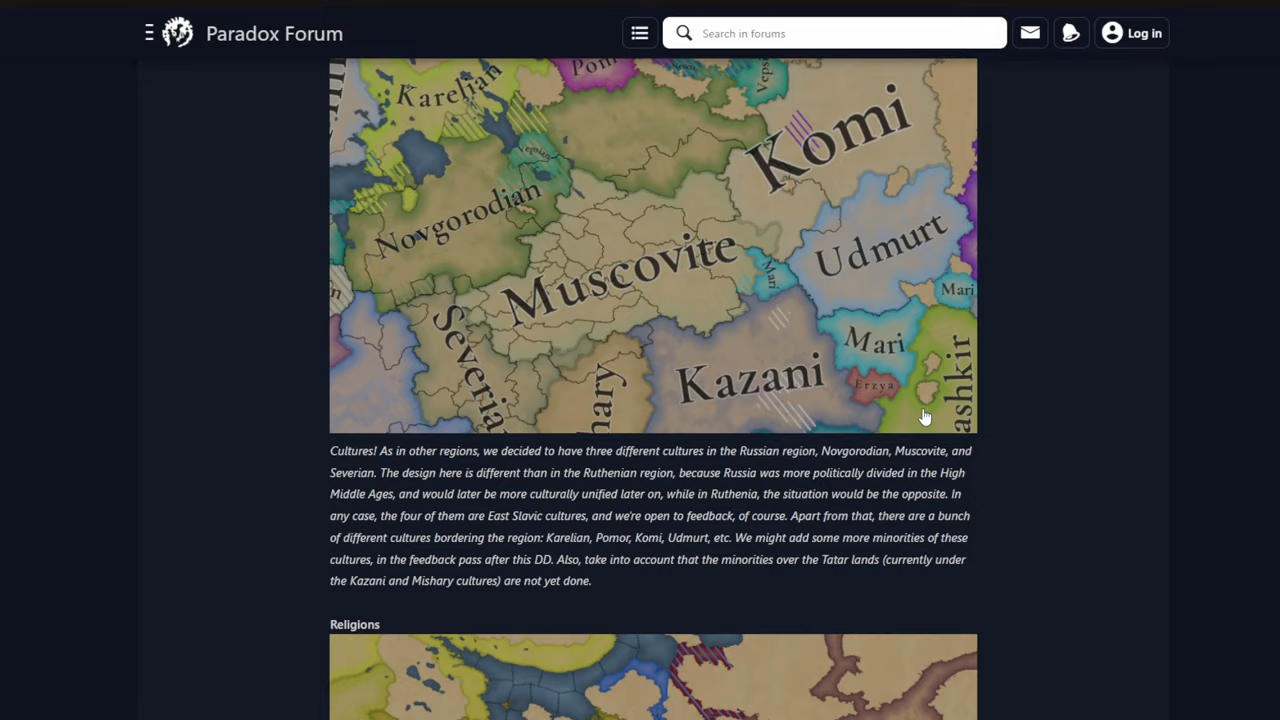 Paradox Forum
Search in forums
Log in
Karelian
Pom
Veps
Komi
Vepsian
Novgorodian
Udmurt
Muscovite
Mari
Mari
Severia
Mari
Kazani
Erzya
hary
ashkir
Cultures! As in other regions, we decided to have three different cultures in the Russian region, Novgorodian, Muscovite, and
Severian. The design here is different than in the Ruthenian region, because Russia was more politically divided in the High
Middle Ages, and would later be more culturally unified later on, while in Ruthenia, the situation would be the opposite. In
any case, the four of them are East Slavic cultures, and we're open to feedback, of course. Apart from that, there are a bunch
of different cultures bordering the region: Karelian, Pomor, Komi, Udmurt, etc. We might add some more minorities of these
cultures, in the feedback pass after this DD. Also, take into account that the minorities over the Tatar lands (currently under
the Kazani and Mishary cultures) are not yet done.
Religions